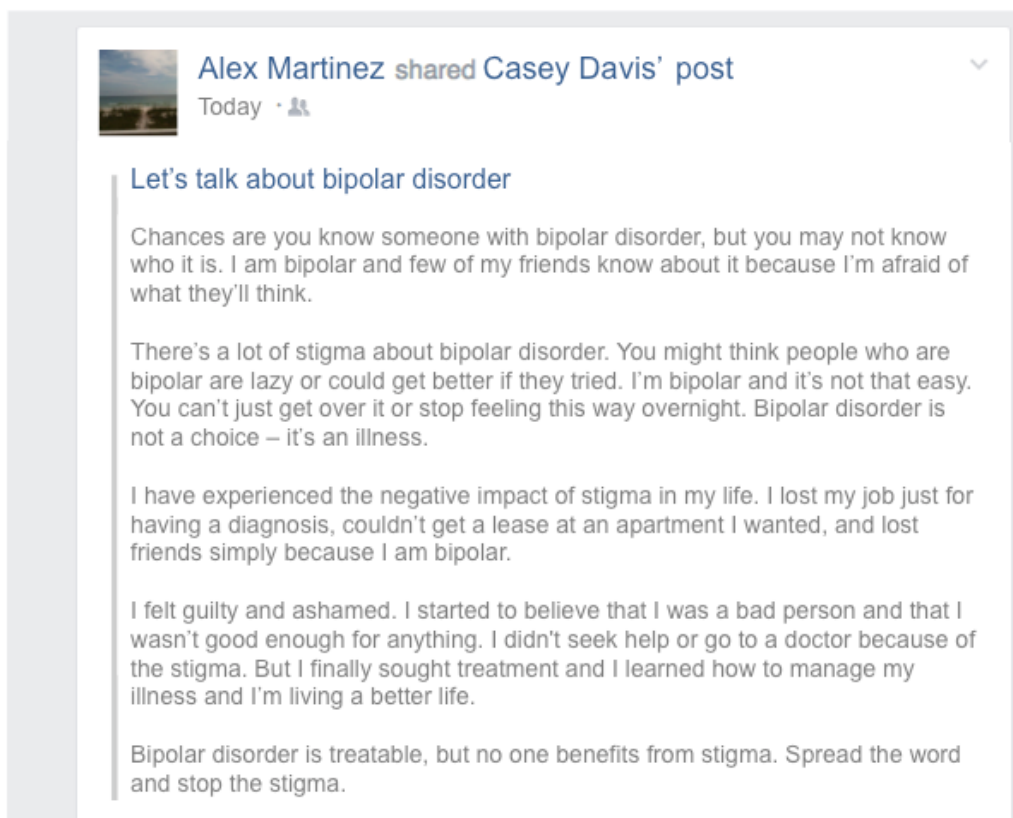 Alex Martinez shared Casey Davis’ post
Today ·
Let’s talk about bipolar disorder
Chances are you know someone with bipolar disorder, but you may not know
who it is. I am bipolar and few of my friends know about it because I’m afraid of
what they’ll think.
There’s a lot of stigma about bipolar disorder. You might think people who are
bipolar are lazy or could get better if they tried. I’m bipolar and it’s not that easy.
You can’t just get over it or stop feeling this way overnight. Bipolar disorder is
not a choice – it’s an illness.
I have experienced the negative impact of stigma in my life. I lost my job just for
having a diagnosis, couldn’t get a lease at an apartment I wanted, and lost
friends simply because I am bipolar.
I felt guilty and ashamed. I started to believe that I was a bad person and that I
wasn’t good enough for anything. I didn't seek help or go to a doctor because of
the stigma. But I finally sought treatment and I learned how to manage my
illness and I’m living a better life.
Bipolar disorder is treatable, but no one benefits from stigma. Spread the word
and stop the stigma.